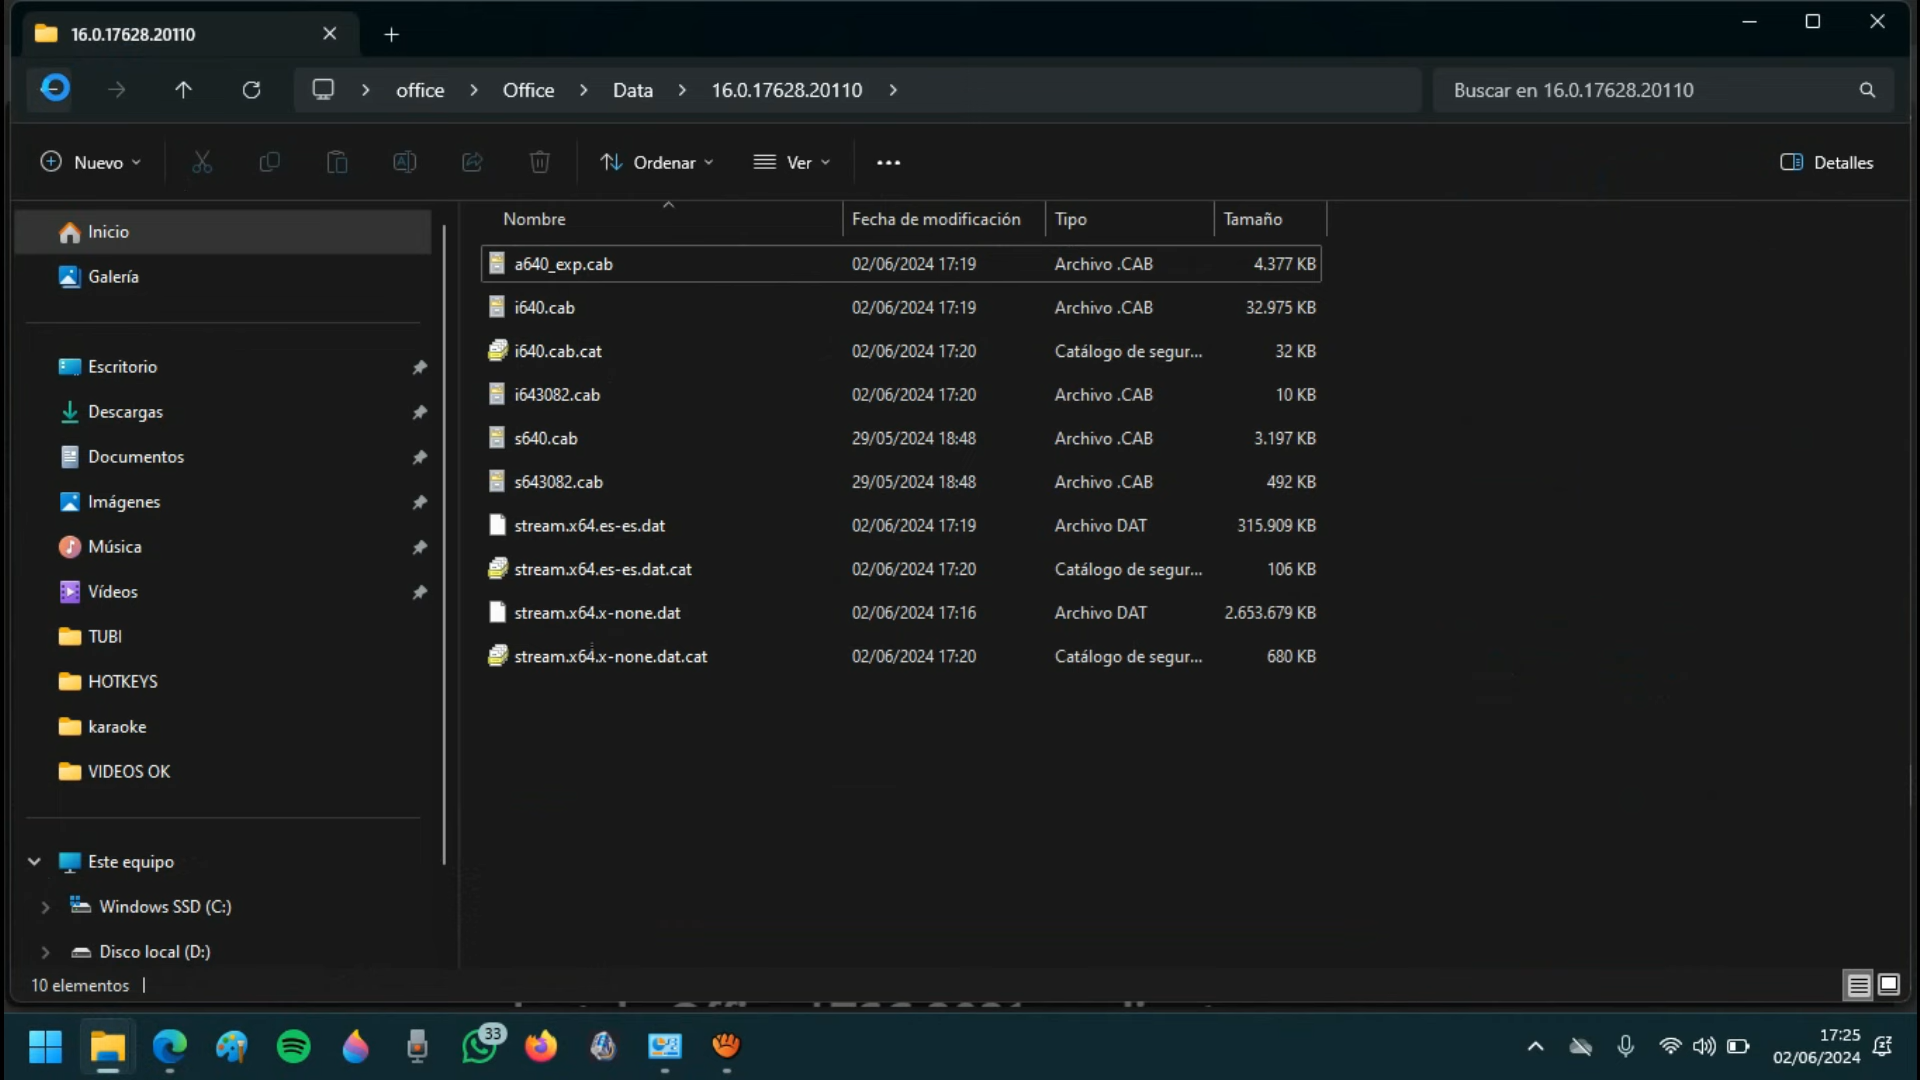 16.0.17628.20110
office
Office
Data
16.0.17628.20110
Buscar en 16.0.17628.20110
Nuevo
Ordenar
Ver
Detalles
Inicio
Galería
Escritorio
Descargas
Documentos
Imágenes
Música
Vídeos
TUBI
HOTKEYS
karaoke
VIDEOS OK
Este equipo
Windows SSD (C:)
Disco local (D:)
Nombre Fecha de modificación Tipo Tamaño
a640_exp.cab 02/06/2024 17:19 Archivo .CAB 4.377 KB
i640.cab 02/06/2024 17:19 Archivo .CAB 32.975 KB
i640.cab.cat 02/06/2024 17:20 Catálogo de segur... 32 KB
i643082.cab 02/06/2024 17:20 Archivo .CAB 10 KB
s640.cab 29/05/2024 18:48 Archivo .CAB 3.197 KB
s643082.cab 29/05/2024 18:48 Archivo .CAB 492 KB
stream.x64.es-es.dat 02/06/2024 17:19 Archivo DAT 315.909 KB
stream.x64.es-es.dat.cat 02/06/2024 17:20 Catálogo de segur... 106 KB
stream.x64.x-none.dat 02/06/2024 17:16 Archivo DAT 2.653.679 KB
stream.x64.x-none.dat.cat 02/06/2024 17:20 Catálogo de segur... 680 KB
10 elementos
33
17:25
02/06/2024